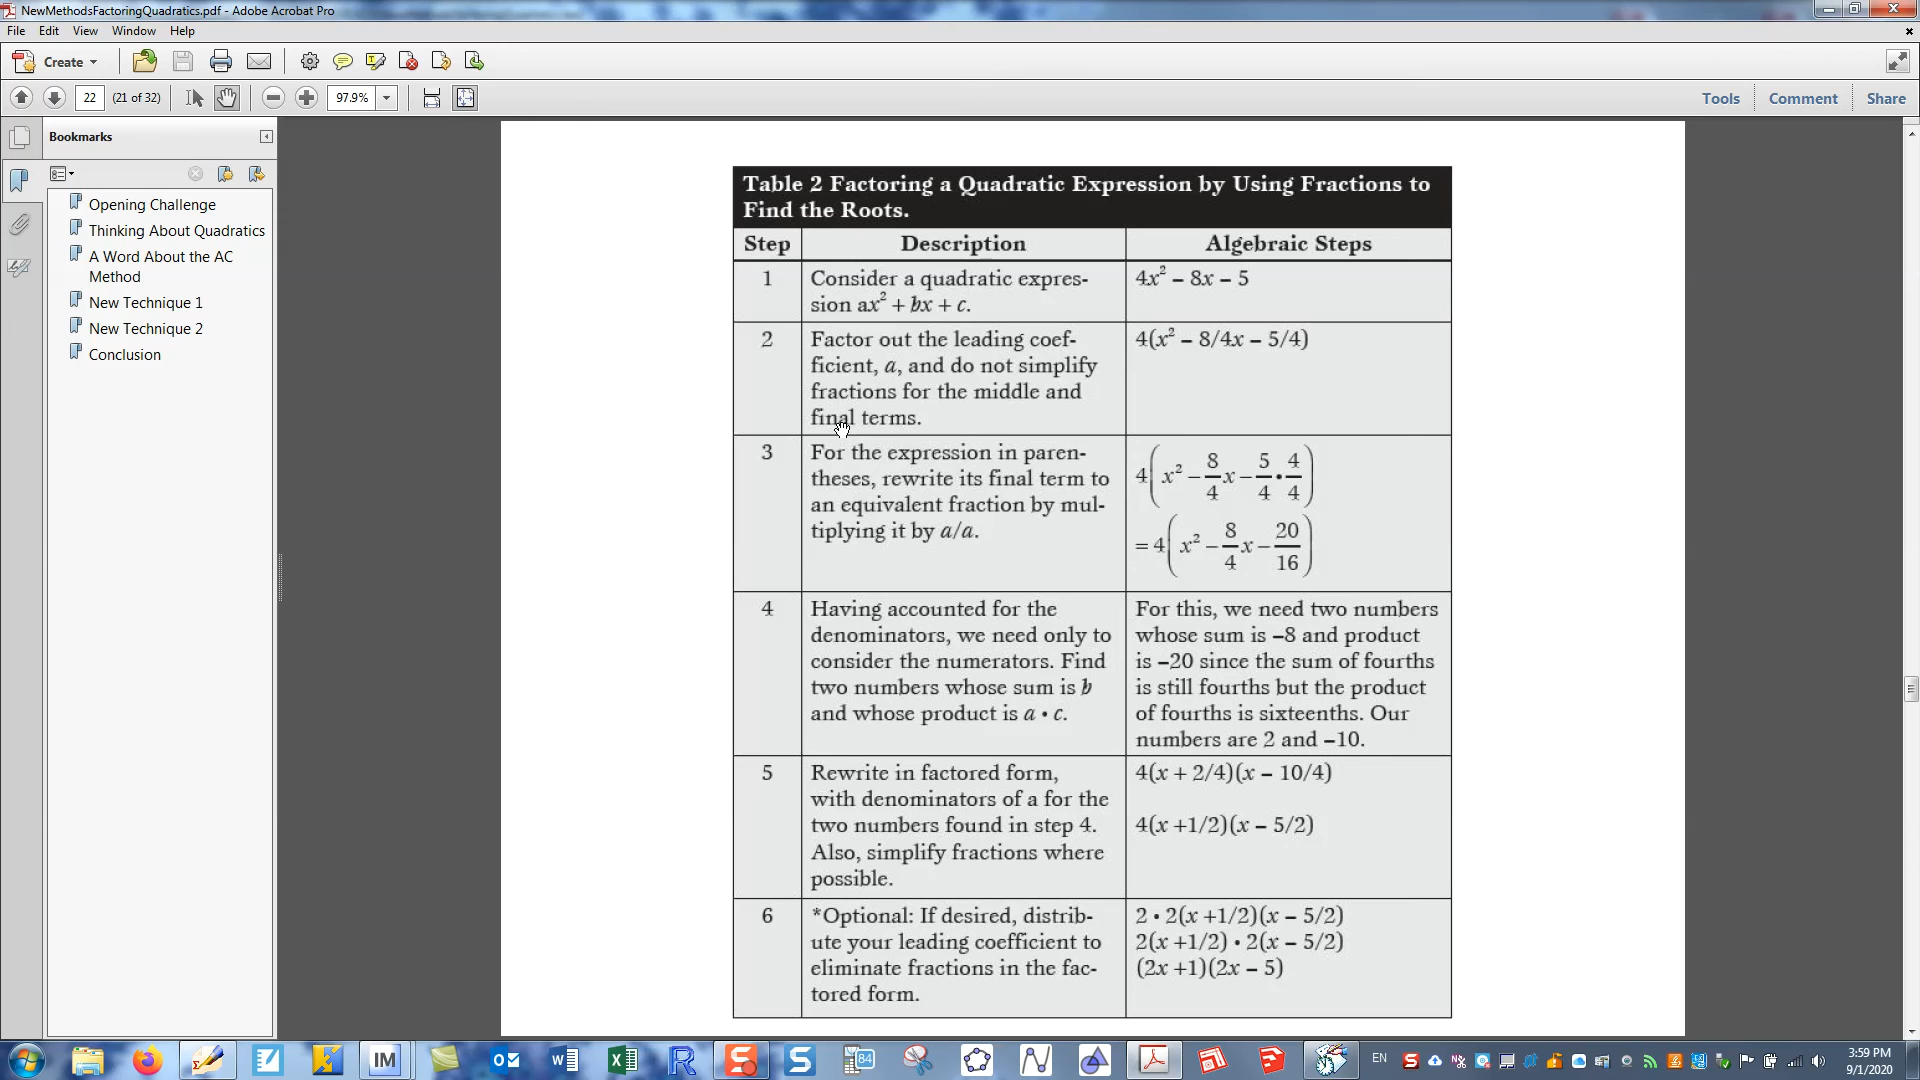 NewMethodsFactoringQuadratics.pdf - Adobe Acrobat Pro
File Edit View Window Help
Create
22 (21 of 32) 97.9% Tools Comment Share
Bookmarks
Opening Challenge
Thinking About Quadratics
A Word About the AC
Method
New Technique 1
New Technique 2
Conclusion
Table 2 Factoring a Quadratic Expression by Using Fractions to
Find the Roots.
Step Description Algebraic Steps
1 Consider a quadratic expres-
sion ax² + bx + c.
4x² – 8x – 5
2 Factor out the leading coef-
ficient, a, and do not simplify
fractions for the middle and
final terms.
4(x² – 8/4x – 5/4)
3 For the expression in paren-
theses, rewrite its final term to
an equivalent fraction by mul-
tiplying it by a/a.
4(x² – 8/4 x – 5/4 • 4/4)
= 4(x² – 8/4 x – 20/16)
4 Having accounted for the
denominators, we need only to
consider the numerators. Find
two numbers whose sum is b
and whose product is a • c.
For this, we need two numbers
whose sum is –8 and product
is –20 since the sum of fourths
is still fourths but the product
of fourths is sixteenths. Our
numbers are 2 and –10.
5 Rewrite in factored form,
with denominators of a for the
two numbers found in step 4.
Also, simplify fractions where
possible.
4(x + 2/4)(x – 10/4)
4(x +1/2)(x – 5/2)
6 *Optional: If desired, distrib-
ute your leading coefficient to
eliminate fractions in the fac-
tored form.
2 • 2(x +1/2)(x – 5/2)
2(x +1/2) • 2(x – 5/2)
(2x +1)(2x – 5)
IM
84
EN
3:59 PM
9/1/2020